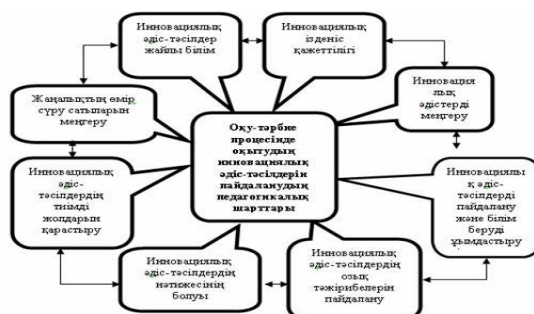 Инновациялық
әдіс-тәсілдер
жайлы білім
Инновациялық
ізденіс
қажеттілігі
Жаңалықтың өмір
сүру сатыларын
меңгеру
Инновация
лық
әдістерді
меңгеру
Оқу-тәрбие
процесінде
оқытудың
инновациялық
әдіс-тәсілдерін
пайдаланудың
педагогикалық
шарттары
Инновациялық
әдіс-
тәсілдердің
тиімді
жолдарын
қарастыру
Инновациялы
қ әдіс-
тәсілдерді
пайдалану
және білім
беруді
ұымдастыру
Инновациялық
әдіс-тәсілдердің
нәтижесінің
болуы
Инновациялық
әдіс-тәсілдердің
озық
тәжірибелерін
пайдалану